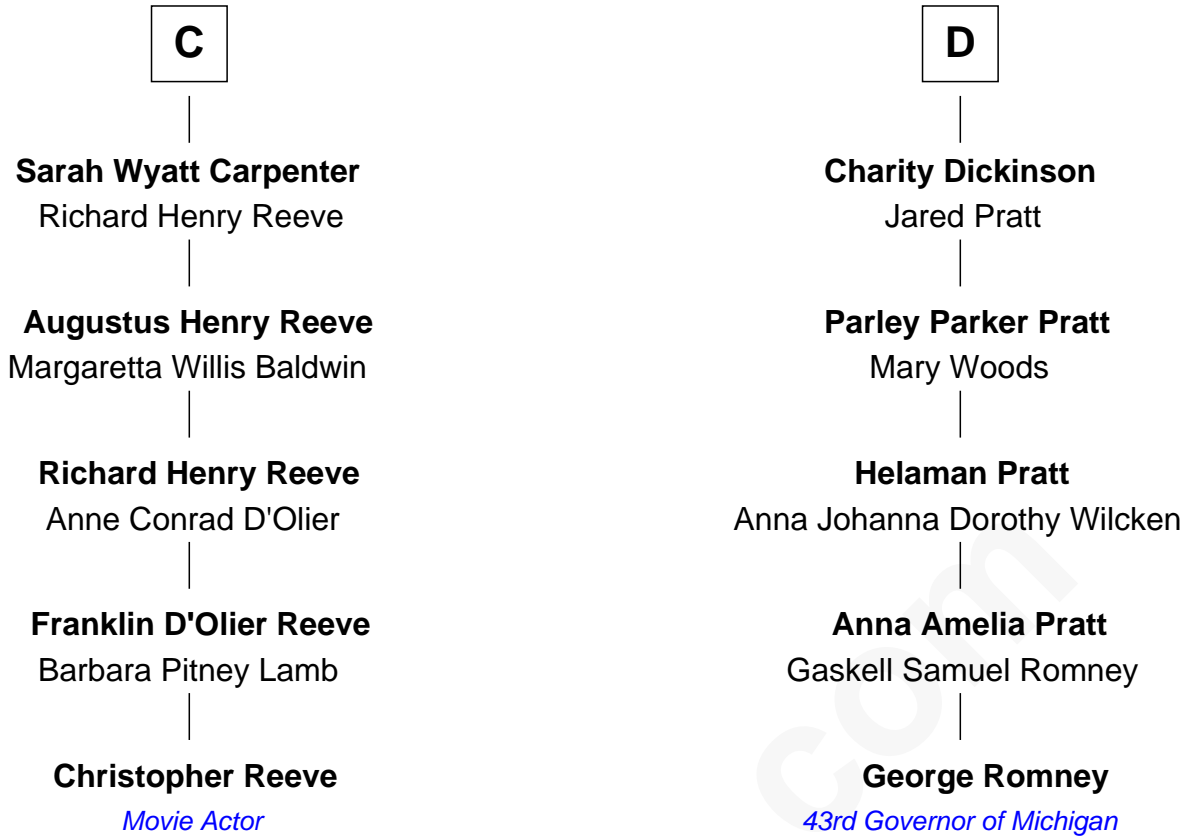 C
Sarah Wyatt Carpenter
Richard Henry Reeve
Augustus Henry Reeve
Margaretta Willis Baldwin
Richard Henry Reeve
Anne Conrad D'Olier
Franklin D'Olier Reeve
Barbara Pitney Lamb
Christopher Reeve
Movie Actor
D
Charity Dickinson
Jared Pratt
Parley Parker Pratt
Mary Woods
Helaman Pratt
Anna Johanna Dorothy Wilcken
Anna Amelia Pratt
Gaskell Samuel Romney
George Romney
43rd Governor of Michigan
com